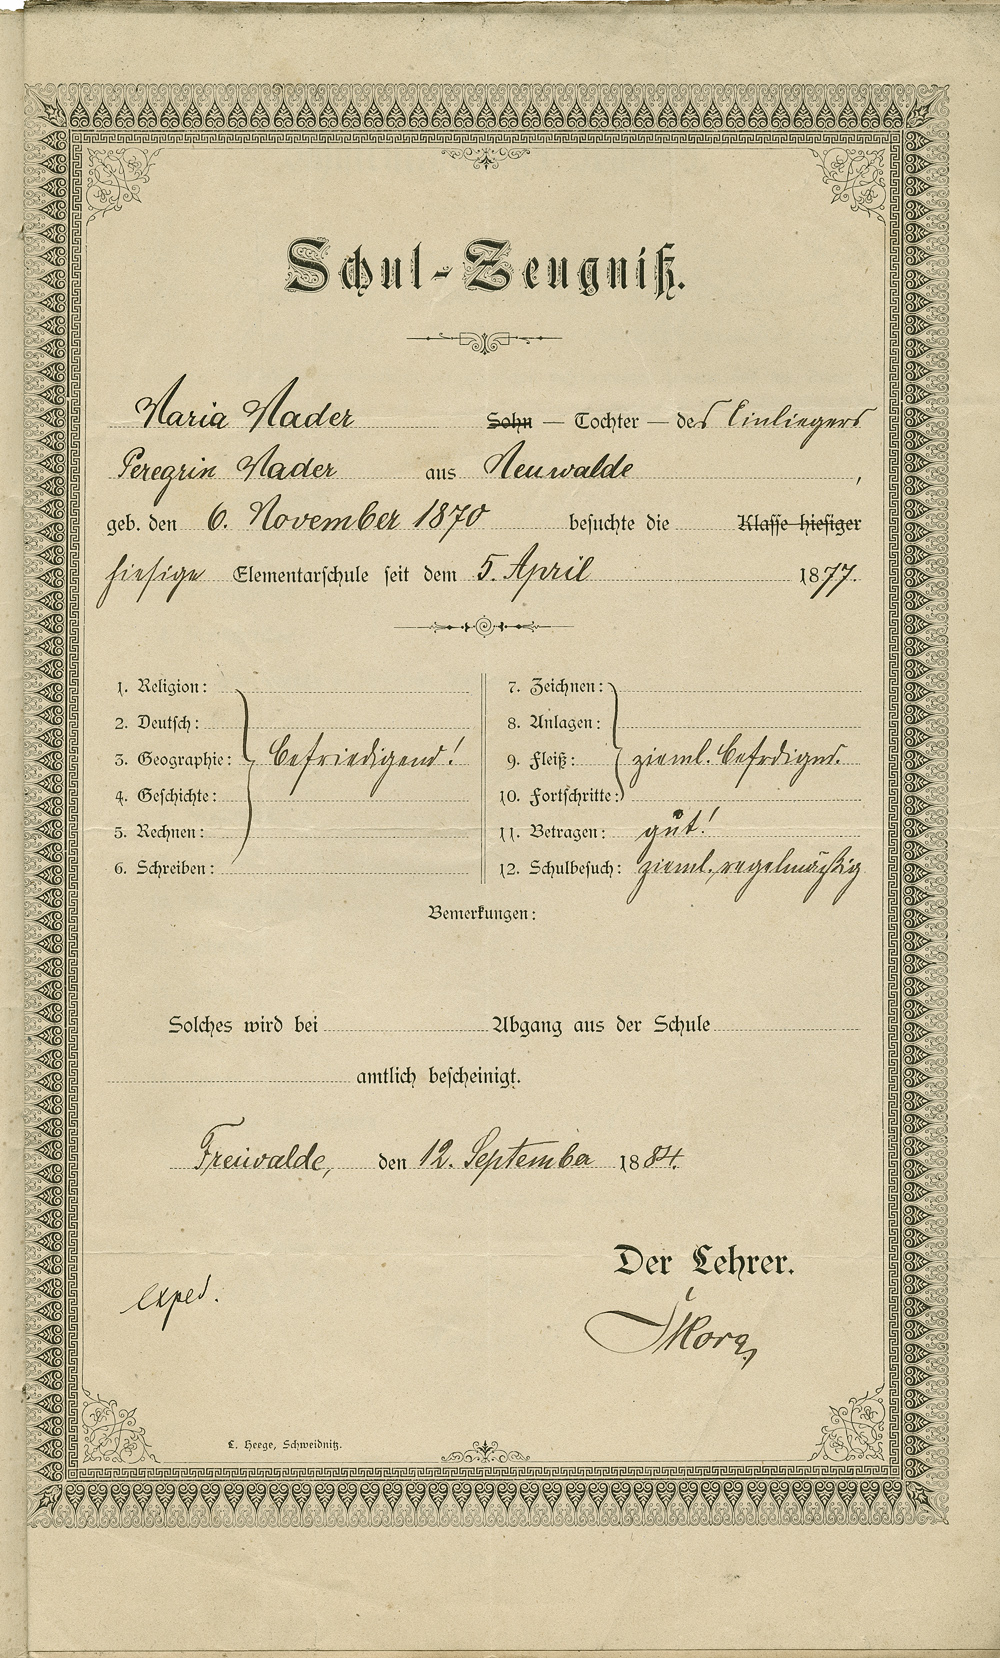 Schul-Zeugniß.
Maria Nader Sohn — Tochter — des Einliegers
Peregrin Nader aus Neuwalde,
geb. den 6. November 1870 besuchte die Klasse hiesiger
hiesige Elementarschule seit dem 5. April 1877.
1. Religion:
2. Deutsch:
3. Geographie: befriedigend!
4. Geschichte:
5. Rechnen:
6. Schreiben:
7. Zeichnen:
8. Anlagen:
9. Fleiß: zieml. befrdignd.
10. Fortschritte:
11. Betragen: gut!
12. Schulbesuch: zieml. regelmäßig
Bemerkungen:
Solches wird bei Abgang aus der Schule
amtlich bescheinigt.
Freiwalde, den 12. September 1884.
Der Lehrer.
exped.
L. Heege, Schweidnitz.